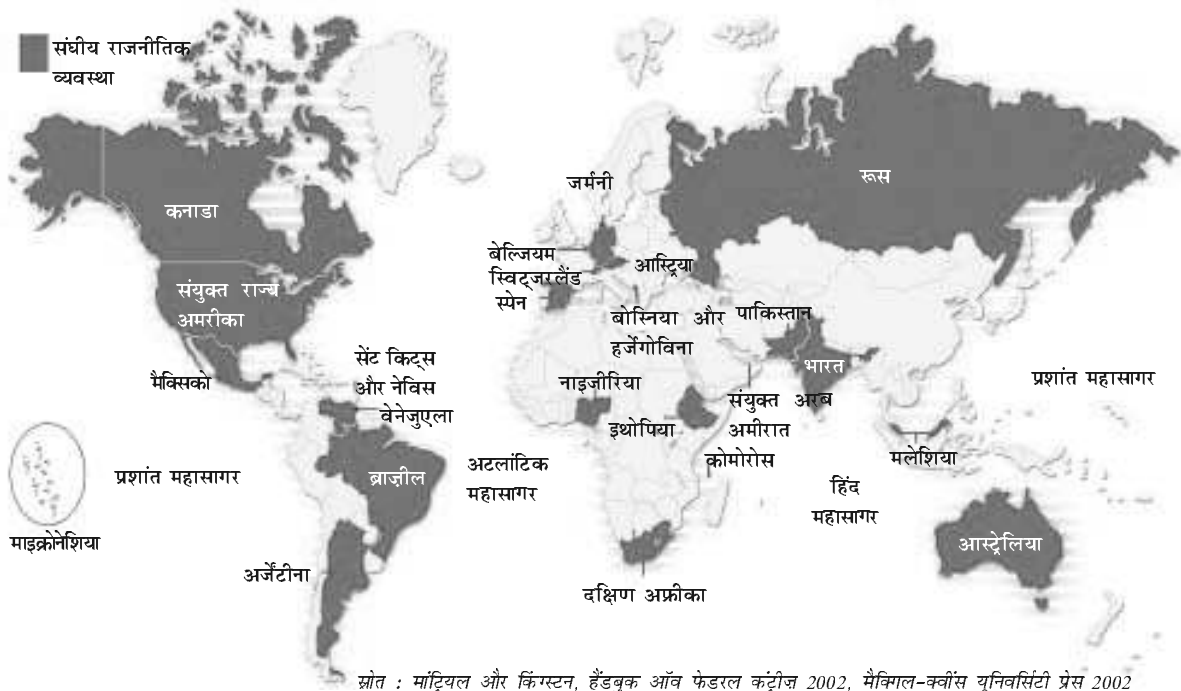 संघीय राजनीतिक
व्यवस्था
कनाडा
संयुक्त राज्य
अमरीका
मैक्सिको
सेंट किट्स
और नेविस
वेनेजुएला
ब्राज़ील
अर्जेंटीना
प्रशांत महासागर
माइक्रोनेशिया
अटलांटिक
महासागर
जर्मनी
बेल्जियम
स्विट्जरलैंड
स्पेन
आस्ट्रिया
बोस्निया और
हर्जेगोविना
नाइजीरिया
इथोपिया
कोमोरोस
दक्षिण अफ्रीका
रूस
पाकिस्तान
भारत
संयुक्त अरब
अमीरात
हिंद
महासागर
मलेशिया
प्रशांत महासागर
आस्ट्रेलिया
स्रोत : मांट्रियल और किंग्स्टन, हैंडबुक ऑव फेडरल कंट्रीज़ 2002, मैक्गिल-क्वींस यूनिवर्सिटी प्रेस 2002